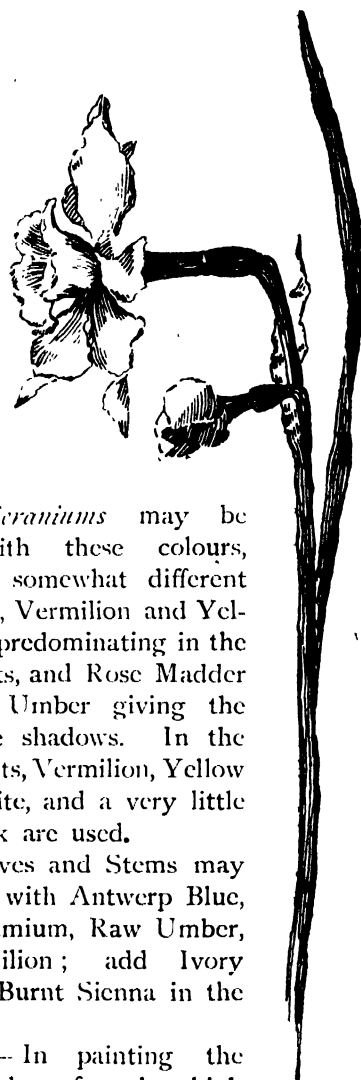 eraniums may be
ith these colours,
somewhat different
, Vermilion and Yel-
predominating in the
ts, and Rose Madder
Umber giving the
e shadows. In the
ts, Vermilion, Yellow
ite, and a very little
k are used.
ves and Stems may
with Antwerp Blue,
mium, Raw Umber,
ilion; add Ivory
Burnt Sienna in the
— In painting the